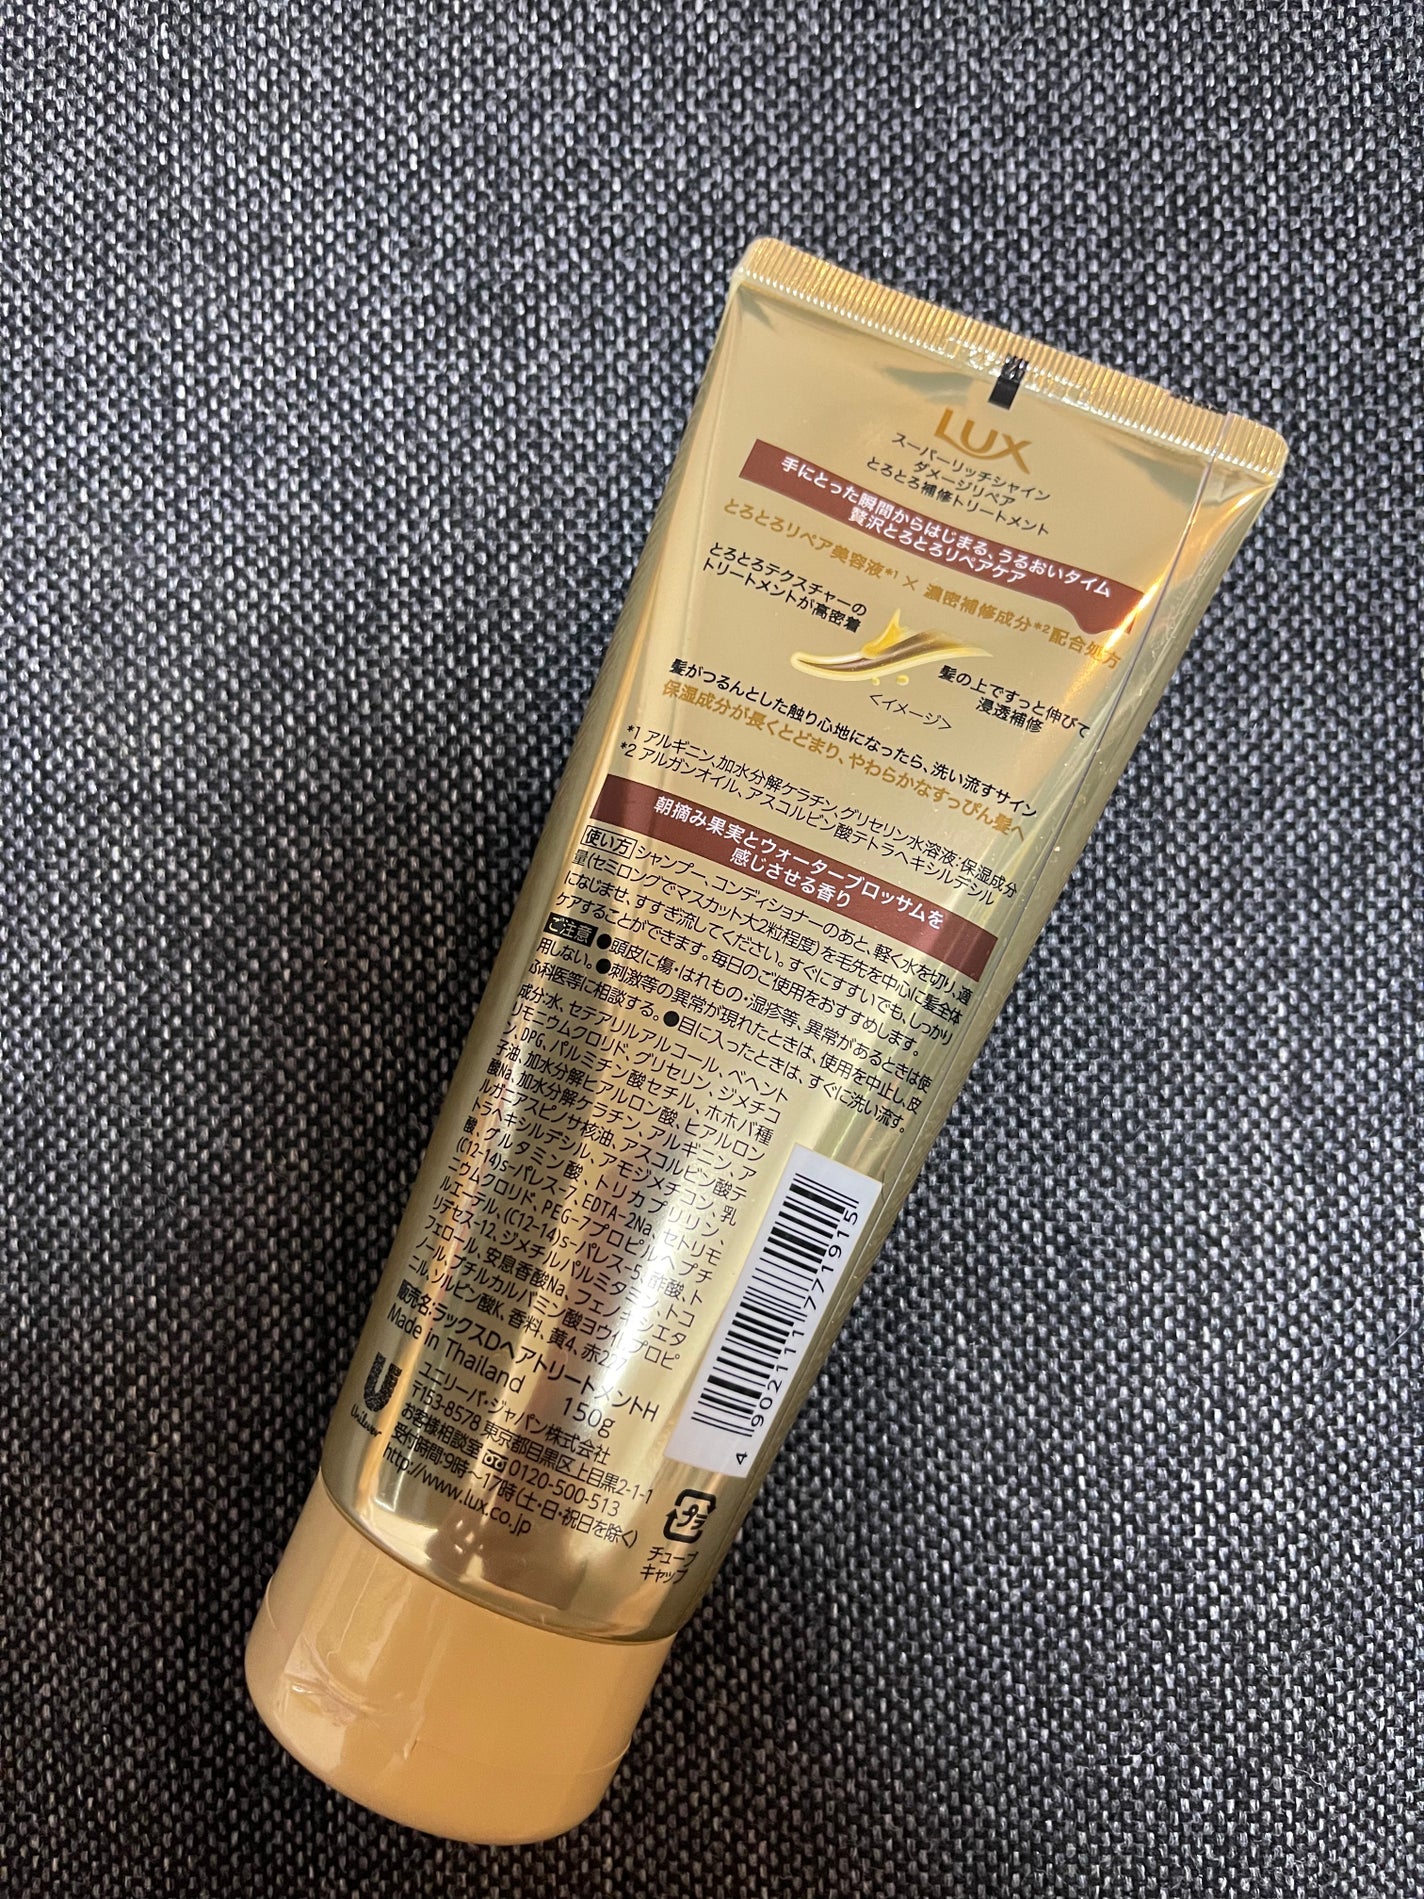 LUX
スーパーリッチシャイン
ダメージリペア
とろとろ補修トリートメント
手にとった瞬間からはじまる、うるおいタイム
贅沢とろとろリペアケア
とろとろリペア美容液*1 × 濃密補修成分*2配合処方
とろとろテクスチャーの
トリートメントが高密着
髪の上ですっと伸びて
浸透補修
<イメージ>
髪がつるんとした触り心地になったら、洗い流すサイン
保湿成分が長くとどまり、やわらかなすっぴん髪へ
*1 アルギニン、加水分解ケラチン、グリセリン水溶液：保湿成分
*2 アルガンオイル、アスコルビン酸テトラヘキシルデシル
朝摘み果実とウォーターブロッサムを
感じさせる香り
使い方 シャンプー、コンディショナーのあと、軽く水を切り、適
量(セミロングでマスカット大2粒程度)を毛先を中心に髪全体
になじませ、すすぎ流してください。すぐにすすいでも、しっかり
ケアすることができます。毎日のご使用をおすすめします。
ご注意 ●頭皮に傷・はれもの・湿疹等、異常があるときは使
用しない。●刺激等の異常が現れたときは、使用を中止し、皮
ふ科医等に相談する。●目に入ったときは、すぐに洗い流す。
成分:水、セテアリルアルコール、ベヘント
リモニウムクロリド、グリセリン、ジメチコ
ン、DPG、パルミチン酸セチル、ホホバ種
子油、加水分解ヒアルロン酸、ヒアルロン
酸Na、加水分解ケラチン、アルギニン、ア
ルガニアスピノサ核油、アスコルビン酸テ
トラヘキシルデシル、アモジメチコン、乳
酸、グルタミン酸、トリカプリリン、
(C12-14)s-パレス-7、EDTA-2Na、セトリモ
ニウムクロリド、PEG-7プロピルヘプチ
ルエーテル、(C12-14)s-パレス-5、酢酸、ト
リデセス-12、ジメチルパルミタミン、トコ
フェロール、安息香酸Na、フェノキシエタ
ノール、ブチルカルバミン酸ヨウ化プロピ
ニル、ソルビン酸K、香料、黄4、赤227
販売名:ラックスDヘアトリートメントH
Made in Thailand 150g
Unilever
ユニリーバ・ジャパン株式会社
〒153-8578 東京都目黒区上目黒2-1-1
お客様相談室 0120-500-513
受付時間:9時〜17時(土・日・祝日を除く)
http://www.lux.co.jp
4 902111 771915
プラ
チューブ
キャップ